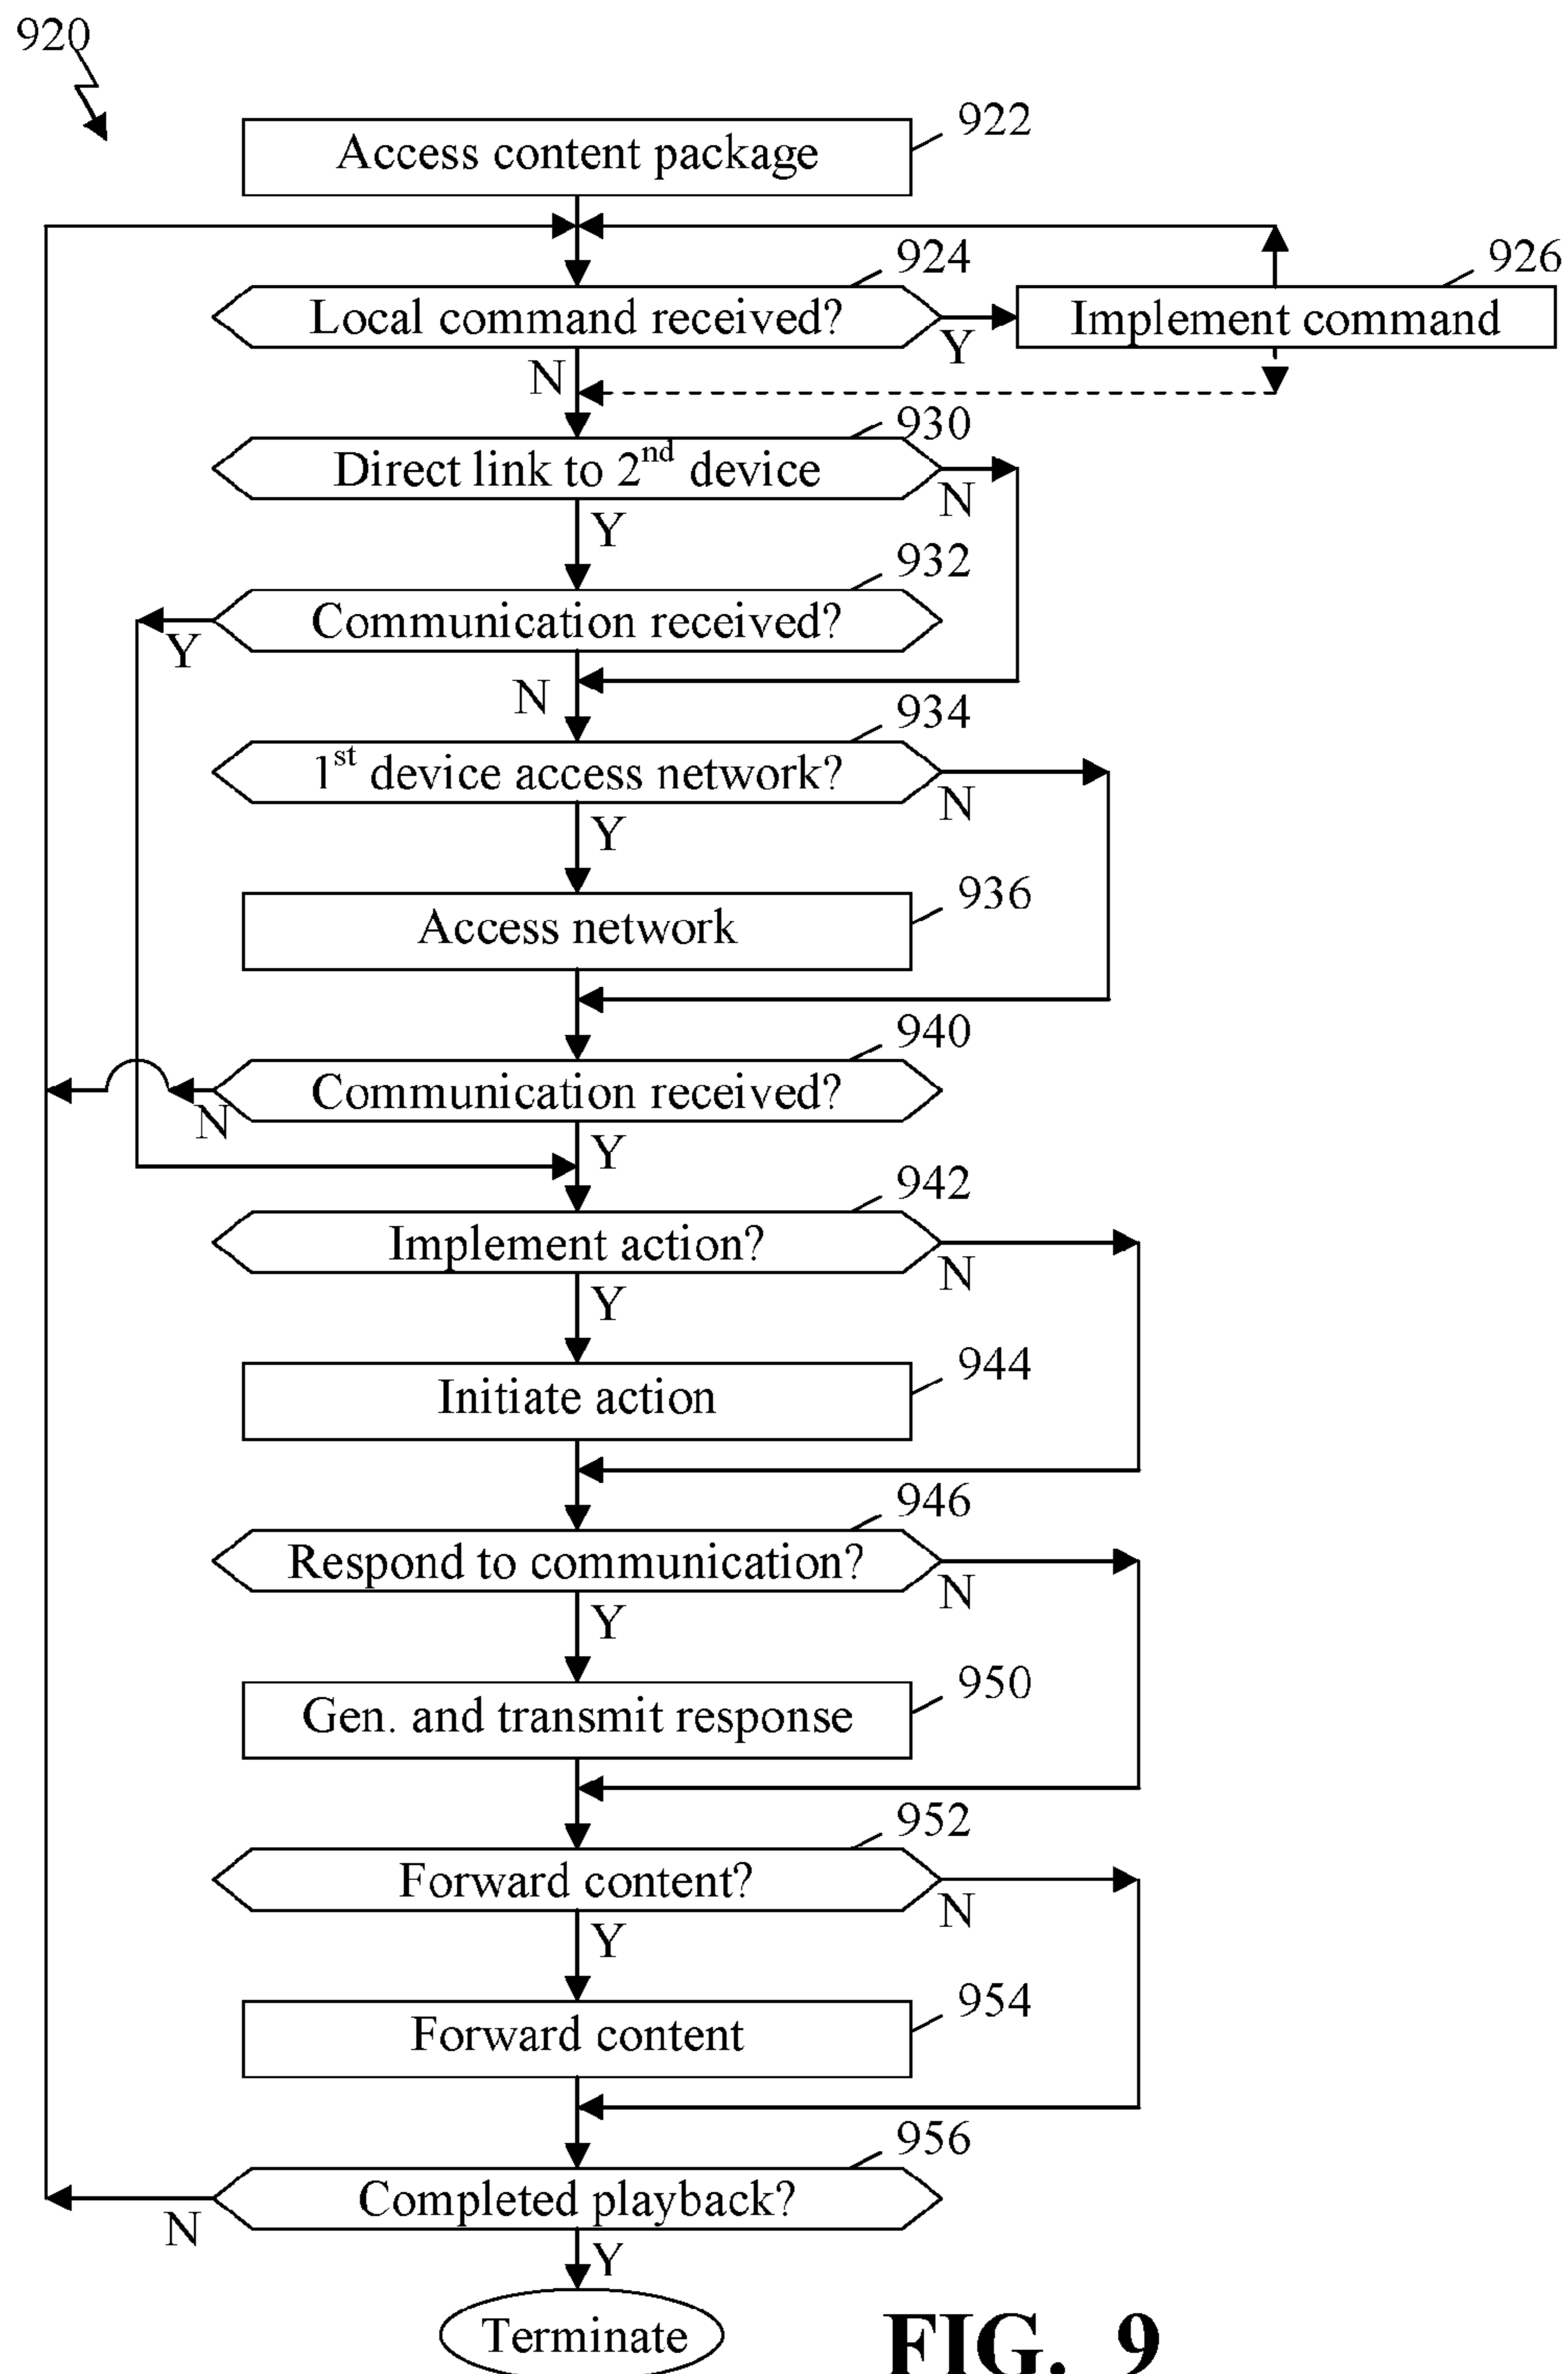 920
Access content package
922
924
926
Local command received?
Y
Implement command
N
930
Direct link to 2nd device
N
Y
932
Communication received?
Y
N
934
1st device access network?
N
Y
936
Access network
940
Communication received?
N
Y
942
Implement action?
N
Y
944
Initiate action
946
Respond to communication?
N
Y
950
Gen. and transmit response
952
Forward content?
N
Y
954
Forward content
956
Completed playback?
N
Y
Terminate
FIG. 9